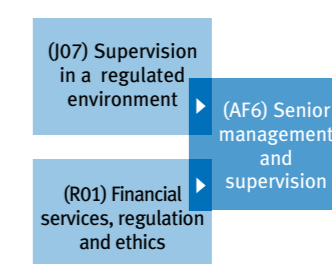 (J07) Supervision
in a regulated
environment
(AF6) Senior
management
and
supervision
(R01) Financial
services, regulation
and ethics